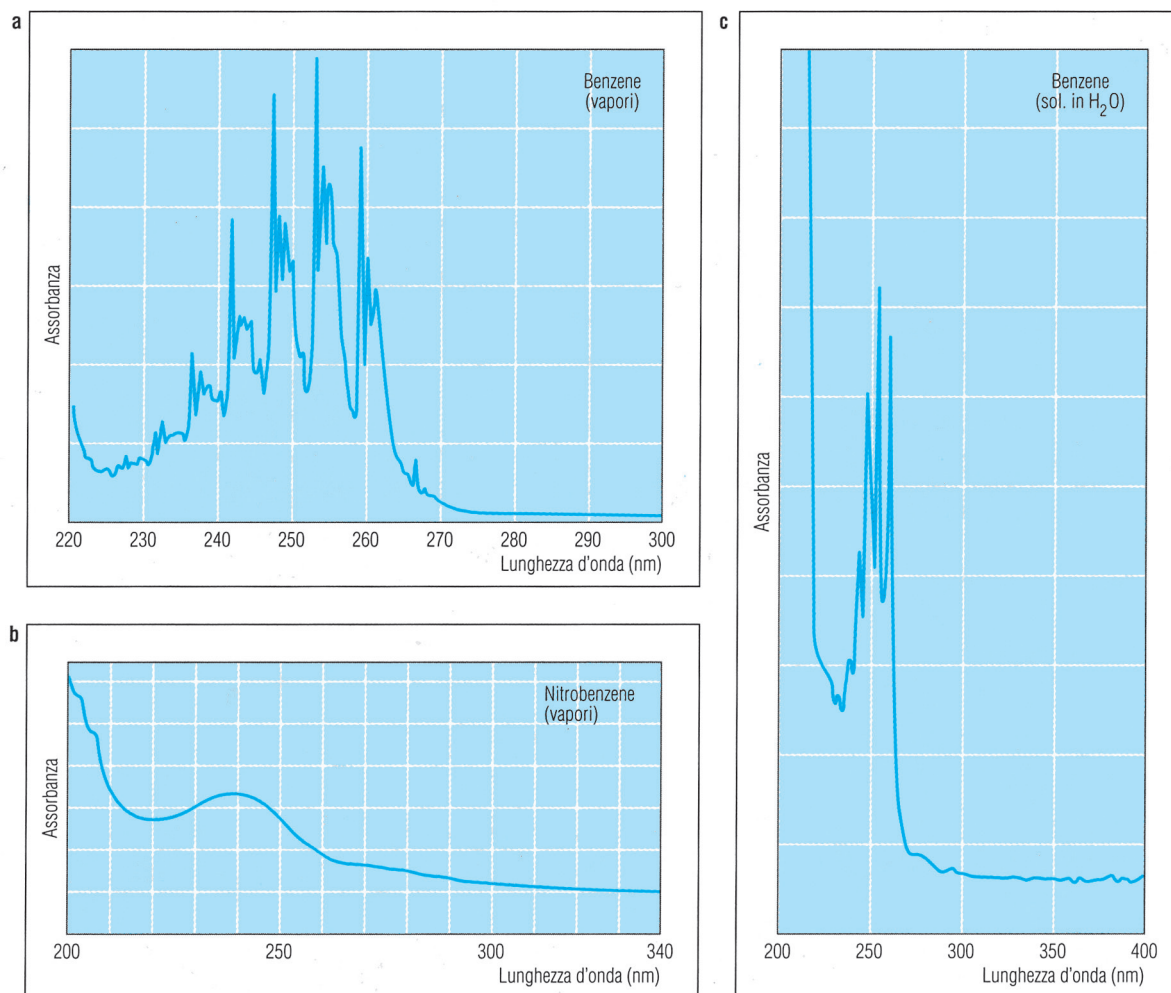 a
Benzene
(vapori)
Assorbanza
220 230 240 250 260 270 280 290 300
Lunghezza d'onda (nm)
b
Nitrobenzene
(vapori)
Assorbanza
200 250 300 340
Lunghezza d'onda (nm)
c
Benzene
(sol. in H₂O)
Assorbanza
200 250 300 350 400
Lunghezza d'onda (nm)